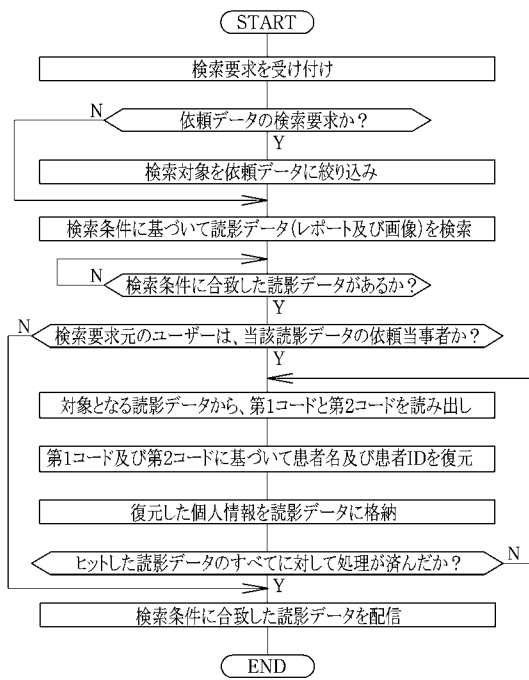 START
検索要求を受け付け
N
依頼データの検索要求か?
Y
検索対象を依頼データに絞り込み
検索条件に基づいて読影データ(レポート及び画像)を検索
N
検索条件に合致した読影データがあるか?
Y
N
検索要求元のユーザーは、当該読影データの依頼当事者か?
Y
対象となる読影データから、第1コードと第2コードを読み出し
第1コード及び第2コードに基づいて患者名及び患者IDを復元
復元した個人情報を読影データに格納
ヒットした読影データのすべてに対して処理が済んだか?
N
Y
検索条件に合致した読影データを配信
END